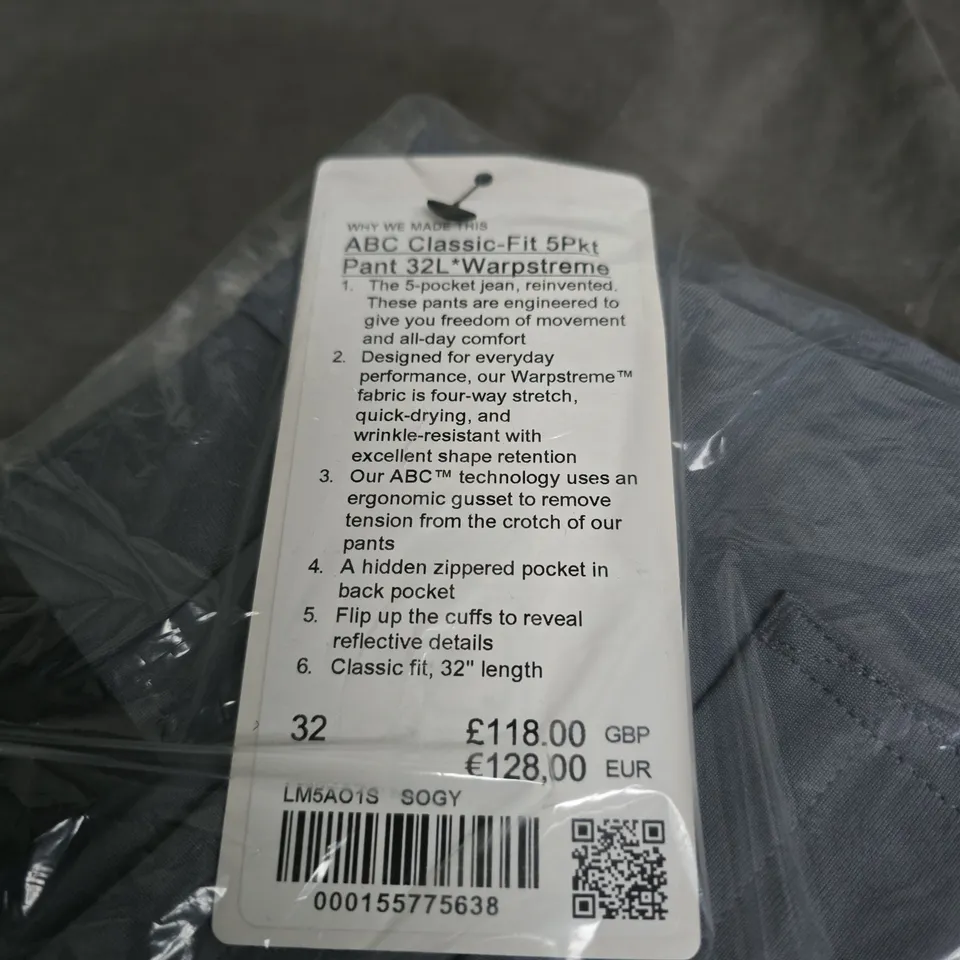 WHY WE MADE THIS
ABC Classic-Fit 5Pkt
Pant 32L*Warpstreme
1. The 5-pocket jean, reinvented.
These pants are engineered to
give you freedom of movement
and all-day comfort
2. Designed for everyday
performance, our Warpstreme™
fabric is four-way stretch,
quick-drying, and
wrinkle-resistant with
excellent shape retention
3. Our ABC™ technology uses an
ergonomic gusset to remove
tension from the crotch of our
pants
4. A hidden zippered pocket in
back pocket
5. Flip up the cuffs to reveal
reflective details
6. Classic fit, 32" length
32 £118.00 GBP
€128,00 EUR
LM5AO1S SOGY
000155775638